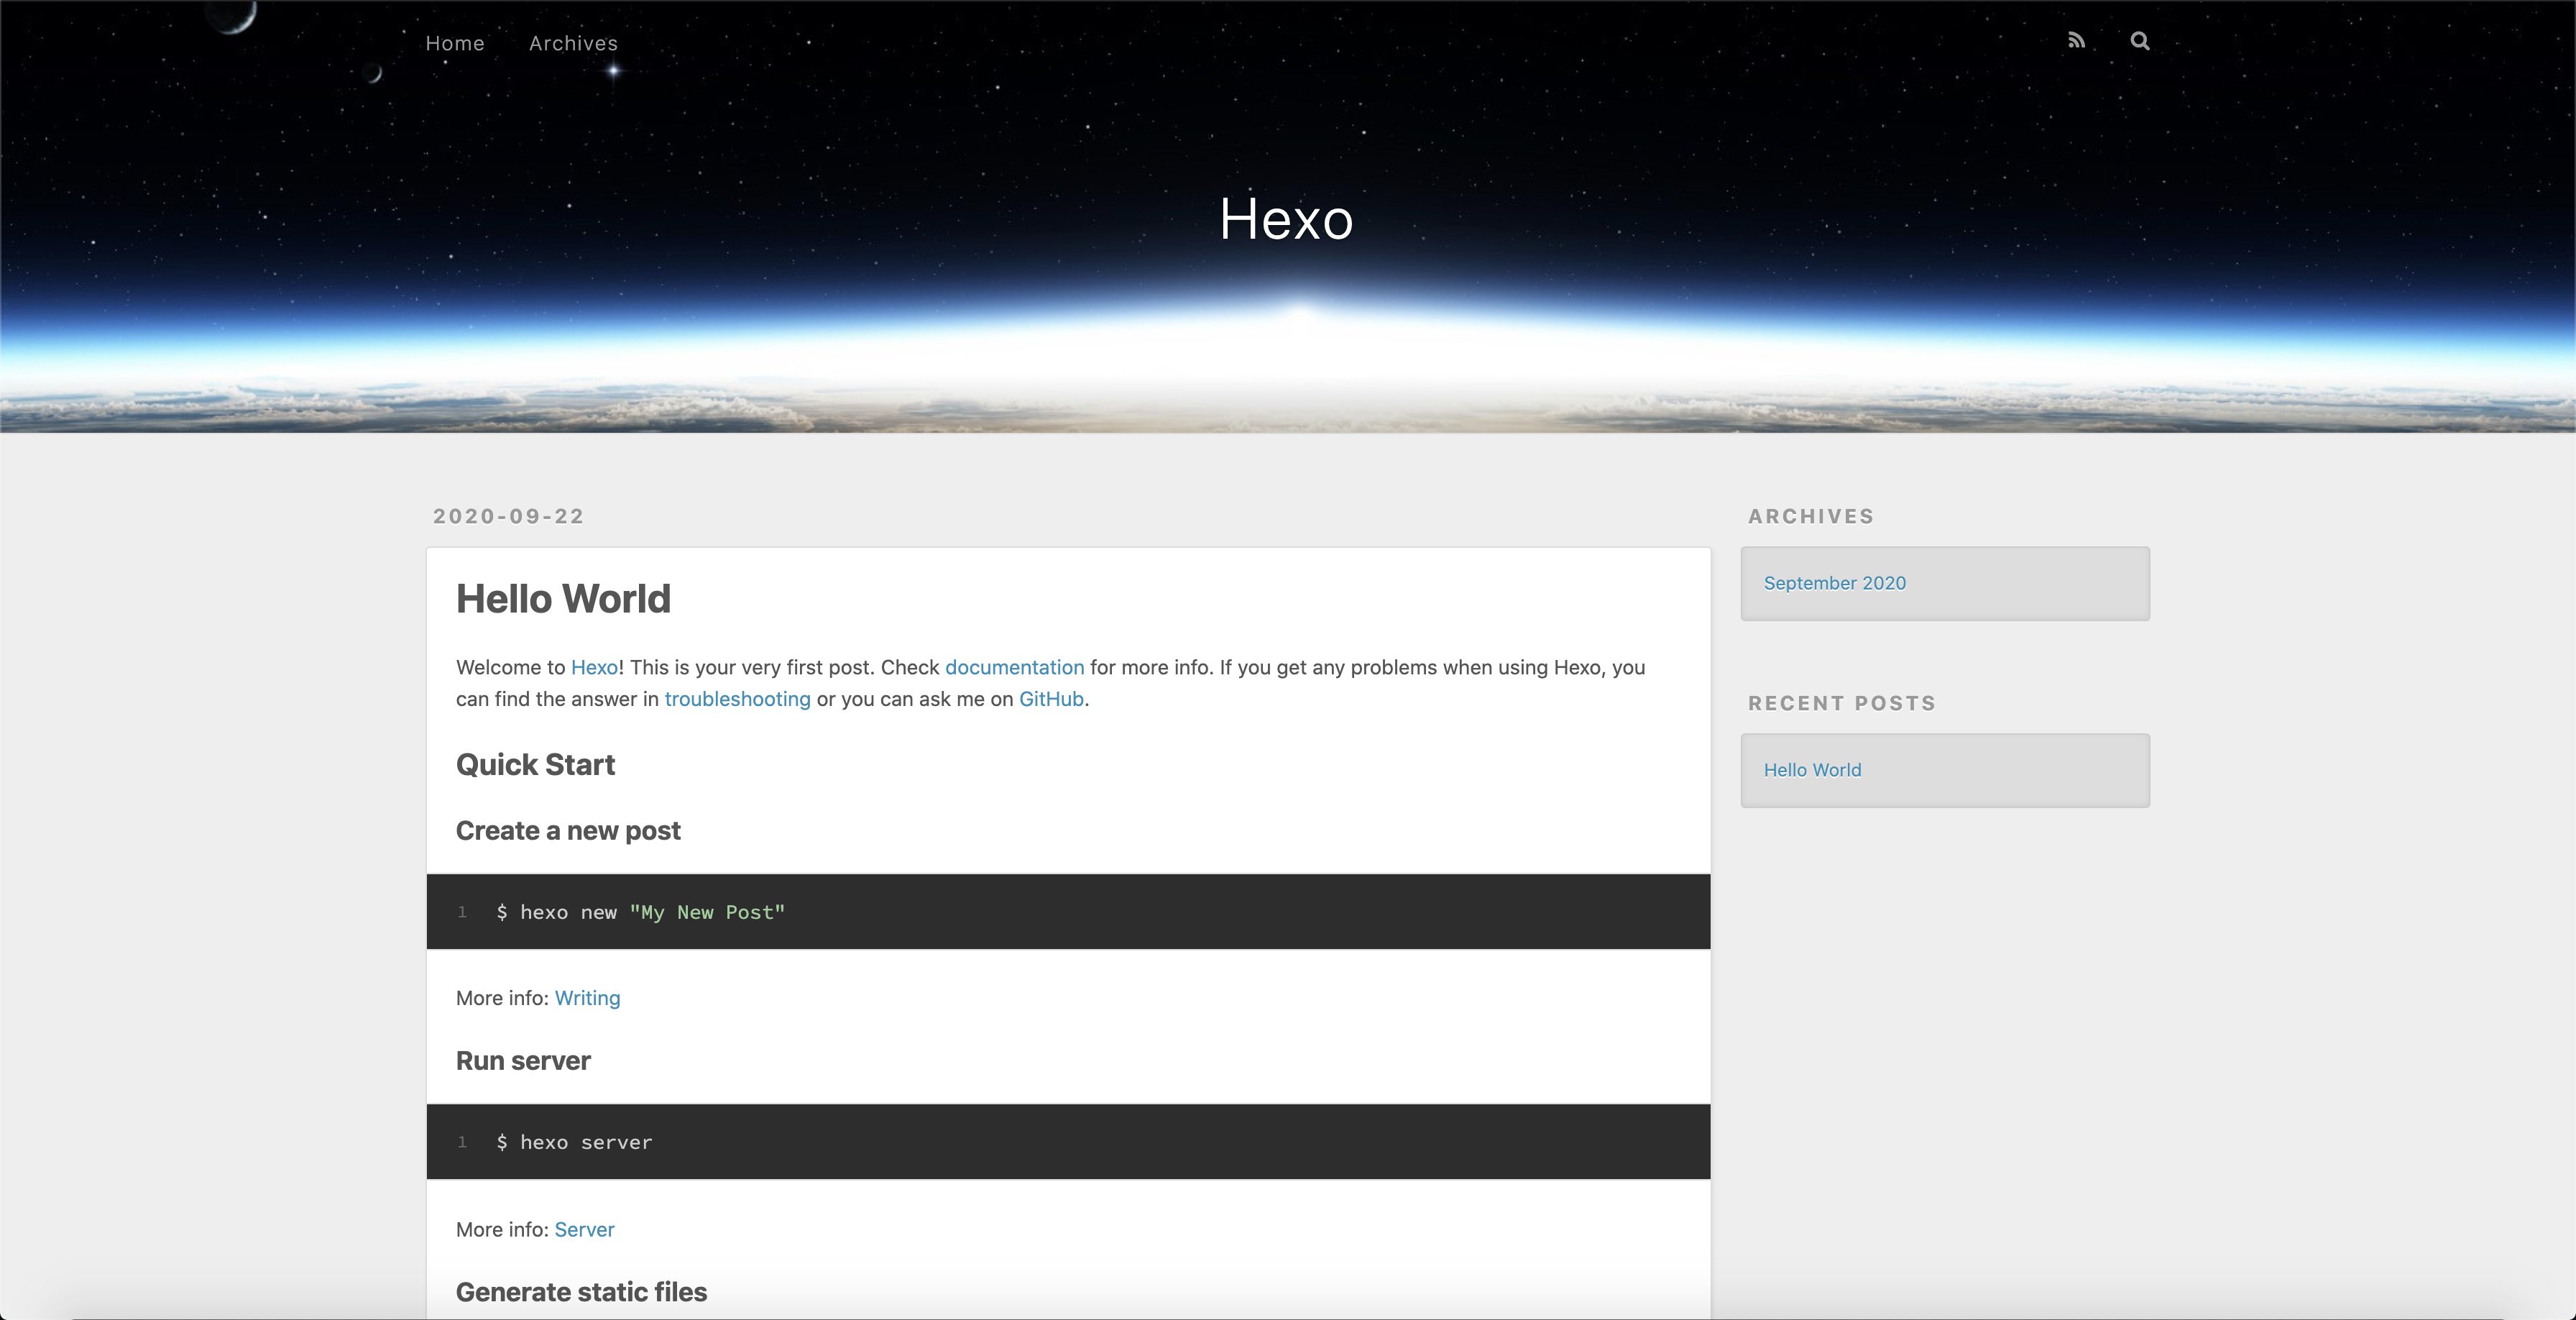 Home Archives
Hexo
2020-09-22
Hello World
Welcome to Hexo! This is your very first post. Check documentation for more info. If you get any problems when using Hexo, you
can find the answer in troubleshooting or you can ask me on GitHub.
Quick Start
Create a new post
1 $ hexo new "My New Post"
More info: Writing
Run server
1 $ hexo server
More info: Server
Generate static files
ARCHIVES
September 2020
RECENT POSTS
Hello World